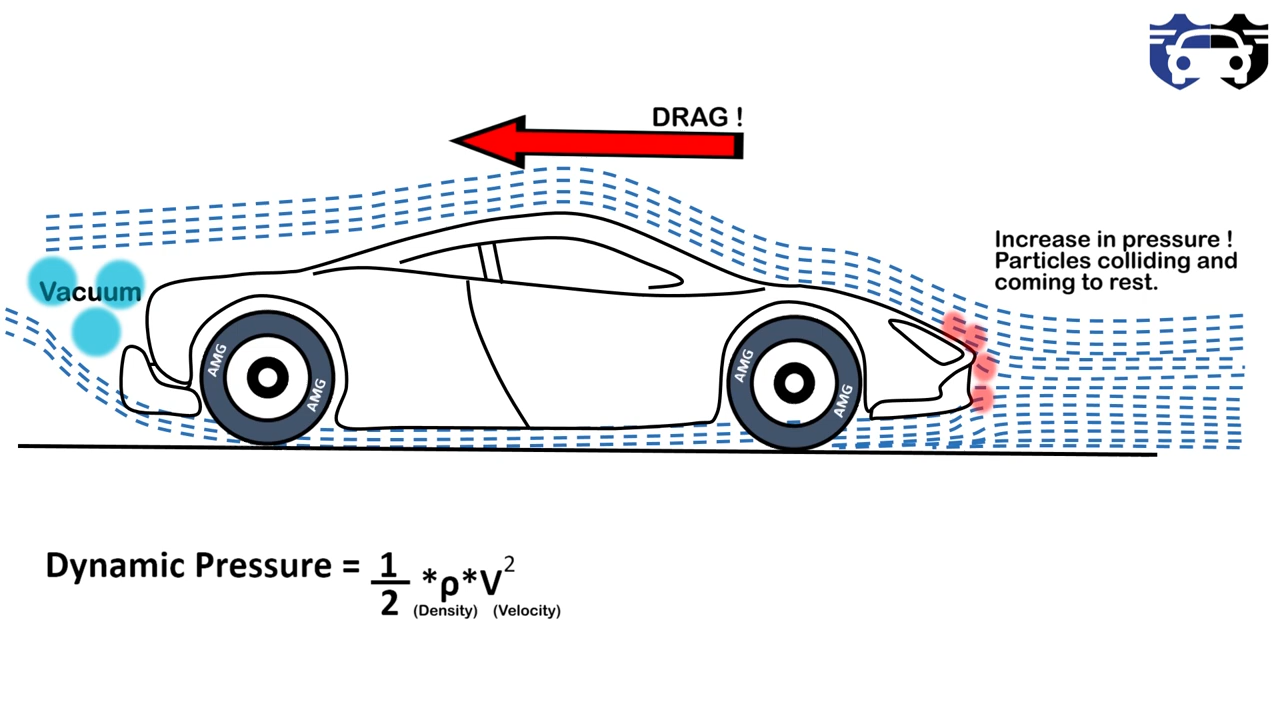 DRAG !
Increase in pressure !
Particles colliding and
coming to rest.
Vacuum
AMG
AMG
AMG
AMG
Dynamic Pressure = 1/2 *ρ*V²
(Density) (Velocity)